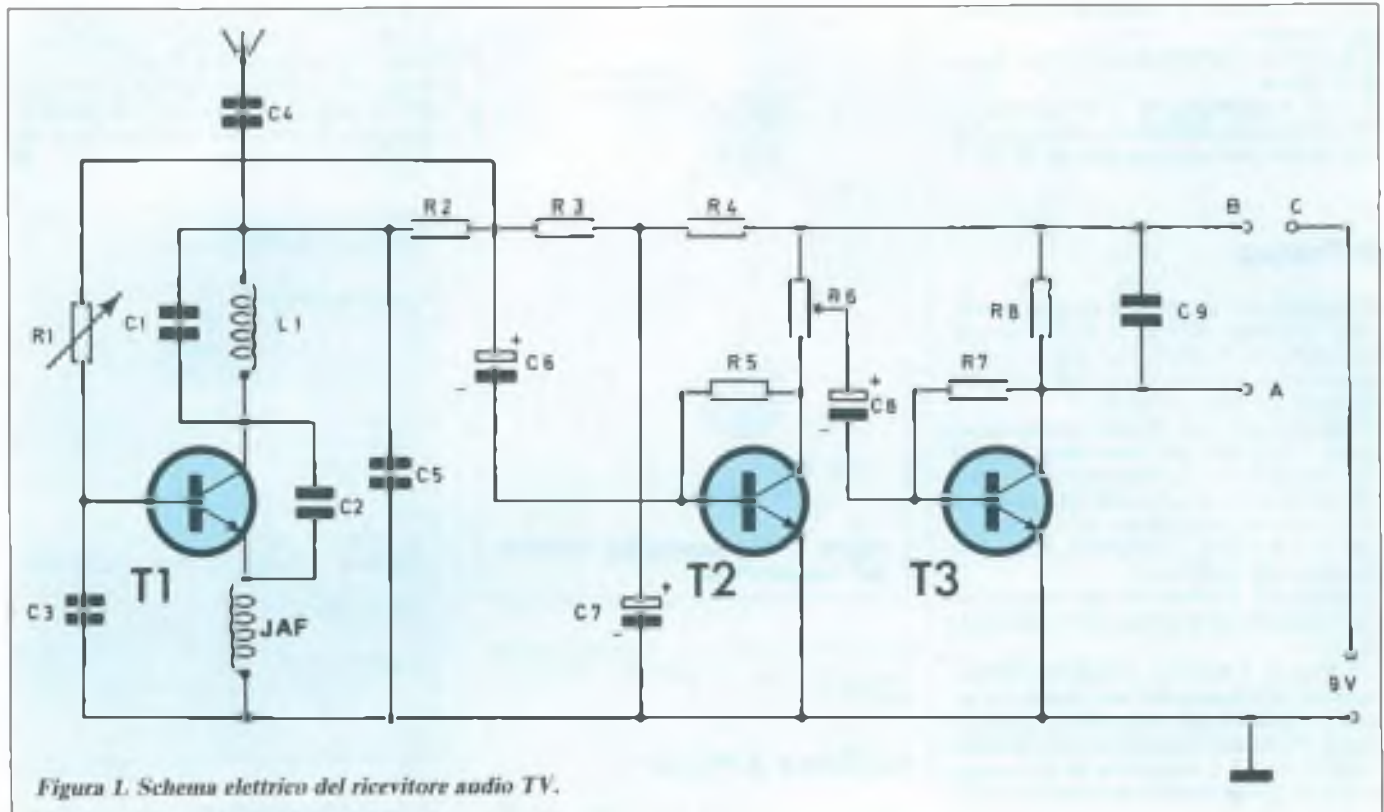 C4
R2
R3
R4
B
C
R1
C1
L1
C6
R6
R8
C9
R5
C8
R7
A
C5
C2
T1
T2
T3
C3
JAF
C7
9V
Figura 1. Schema elettrico del ricevitore audio TV.